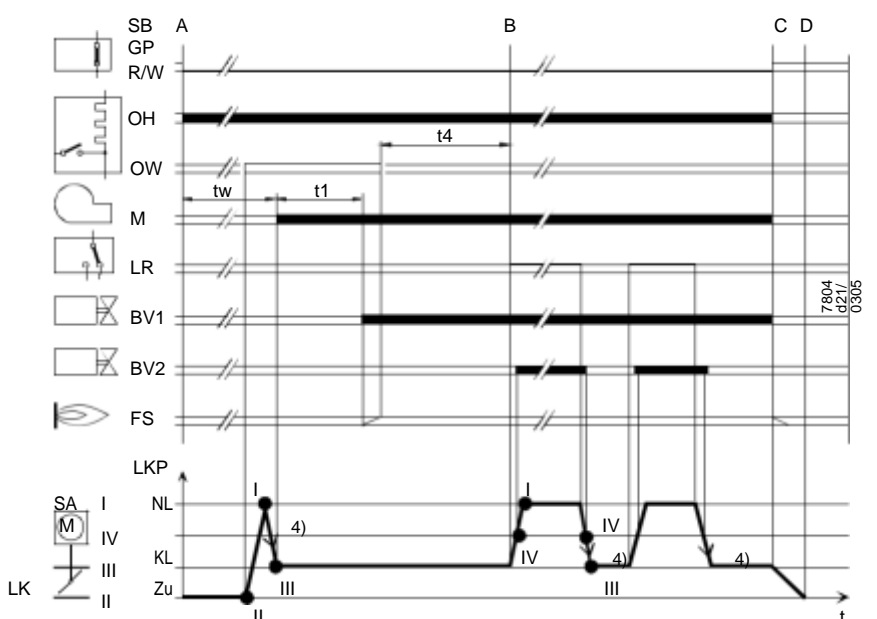 SB A B C D
GP
R/W
OH
t4
OW
tw t1
M
LR
7804
d21/
0305
BV1
BV2
FS
LKP
I I
SA I NL
M 4) IV
IV
KL IV 4) 4)
III
LK Zu III III
II t
II